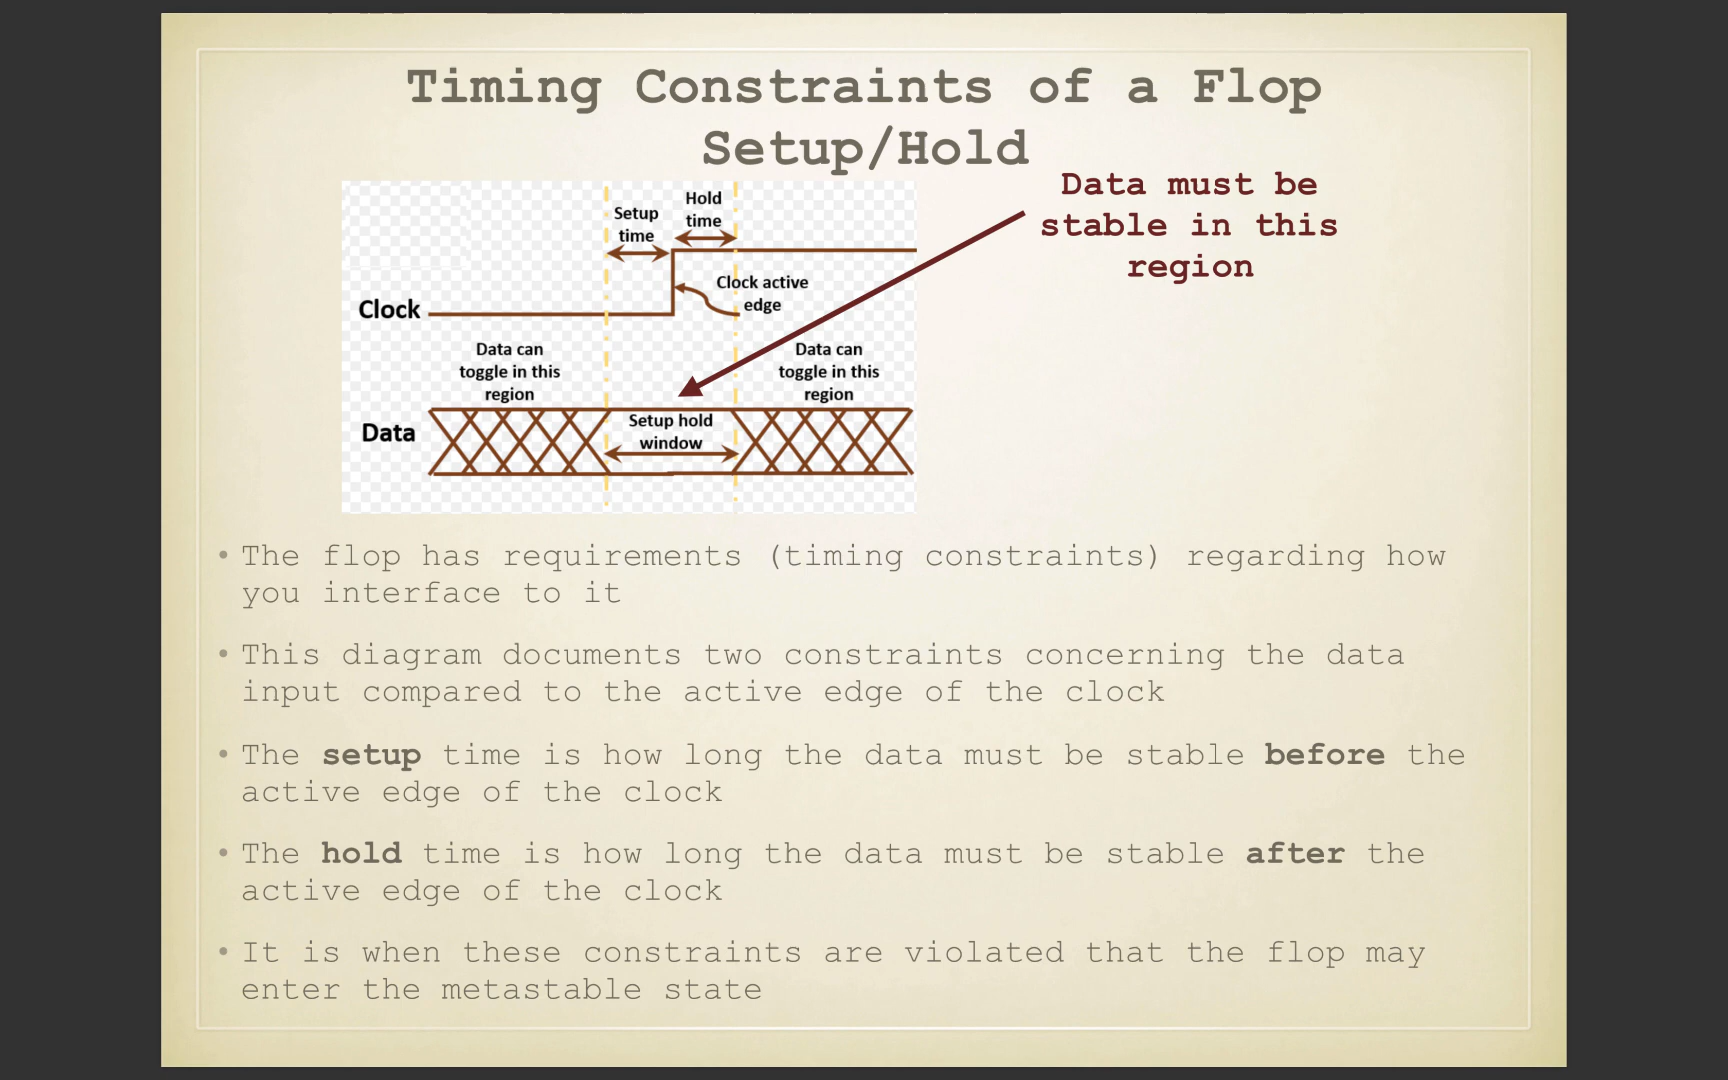 Timing Constraints of a Flop
Setup/Hold
Data must be
stable in this
region
Setup
time
Hold
time
Clock active
edge
Clock
Data can
toggle in this
region
Data can
toggle in this
region
Data
Setup hold
window
• The flop has requirements (timing constraints) regarding how
you interface to it
• This diagram documents two constraints concerning the data
input compared to the active edge of the clock
• The setup time is how long the data must be stable before the
active edge of the clock
• The hold time is how long the data must be stable after the
active edge of the clock
• It is when these constraints are violated that the flop may
enter the metastable state